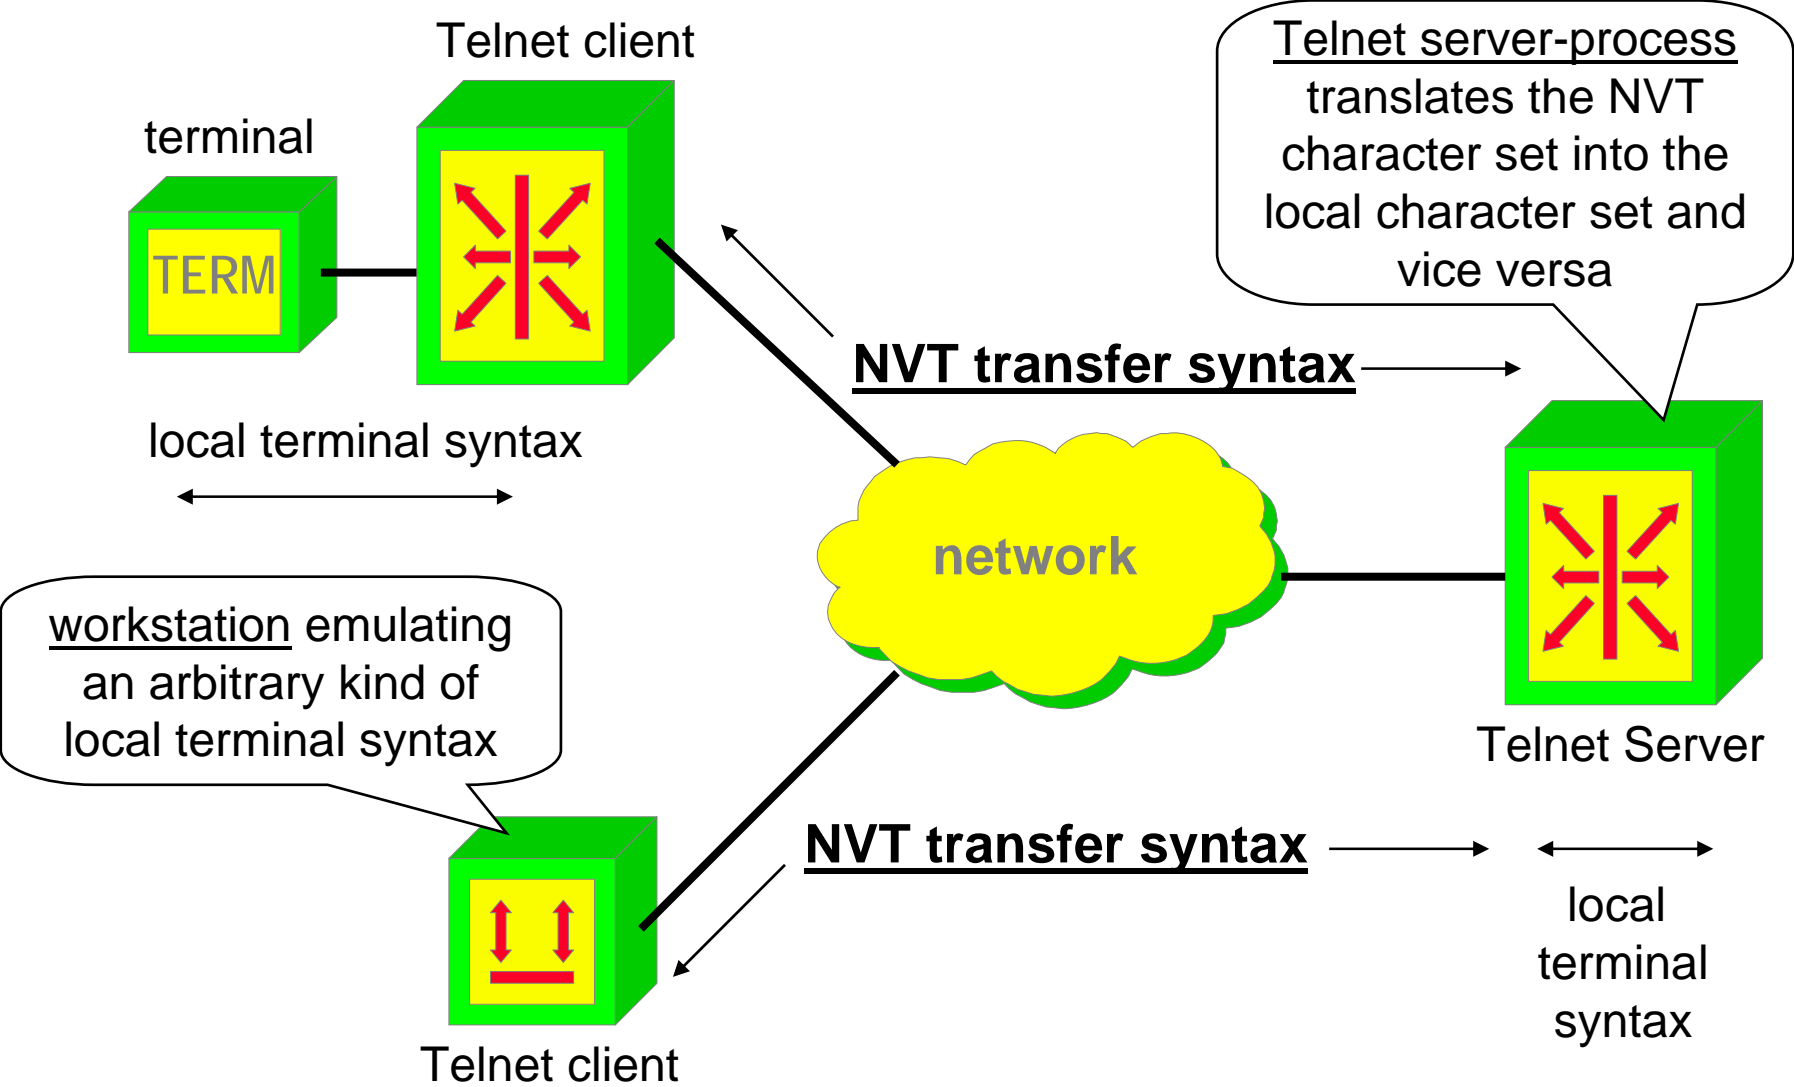 Telnet client
terminal
TERM
local terminal syntax
Telnet server-process
translates the NVT
character set into the
local character set and
vice versa
NVT transfer syntax
network
Telnet Server
workstation emulating
an arbitrary kind of
local terminal syntax
NVT transfer syntax
local
terminal
syntax
Telnet client